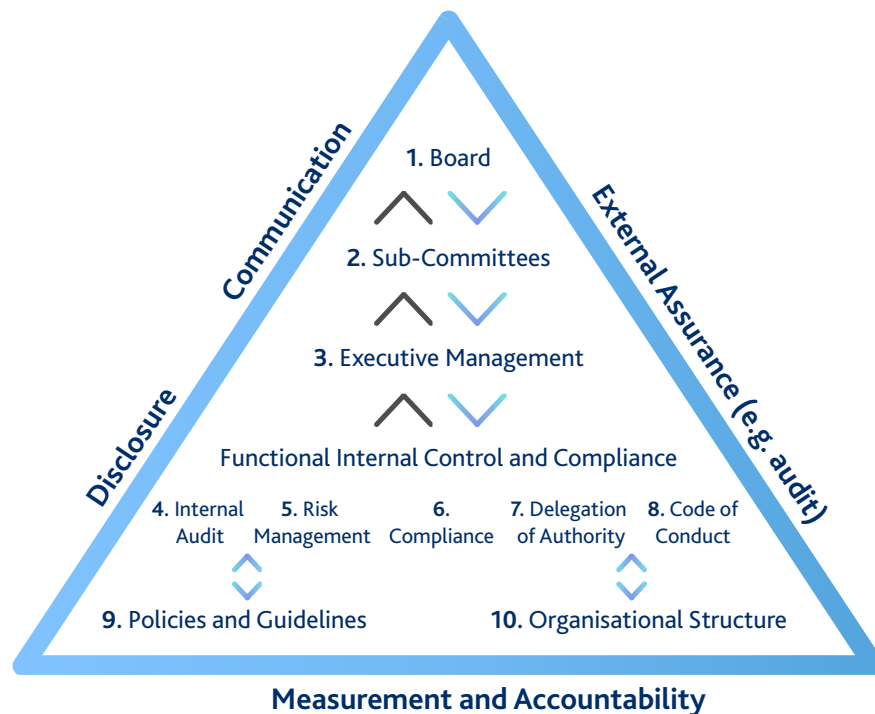 Communication
Disclosure
External Assurance (e.g. audit)
1. Board
2. Sub-Committees
3. Executive Management
Functional Internal Control and Compliance
4. Internal
Audit
5. Risk
Management
6.
Compliance
7. Delegation
of Authority
8. Code of
Conduct
9. Policies and Guidelines
10. Organisational Structure
Measurement and Accountability